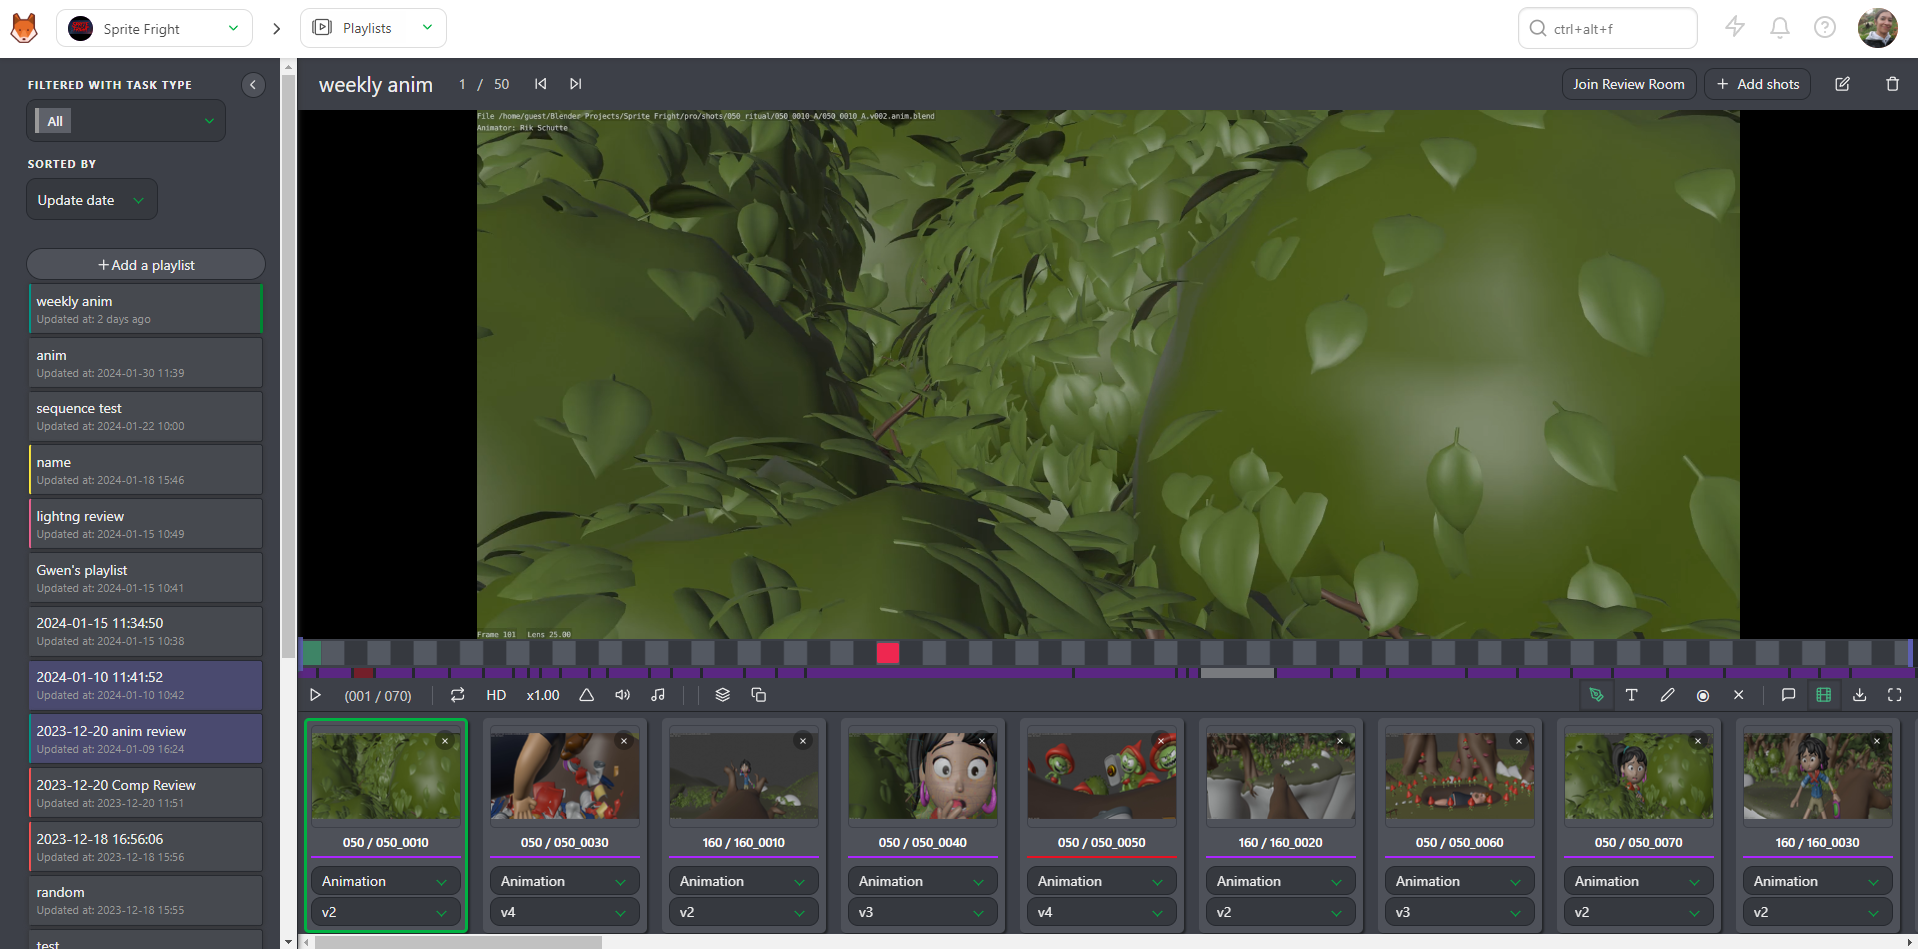 Sprite Fright
Playlists
ctrl+alt+f
FILTERED WITH TASK TYPE
All
SORTED BY
Update date
Add a playlist
weekly anim
Updated at: 2 days ago
anim
Updated at: 2024-01-30 11:39
sequence test
Updated at: 2024-01-22 10:00
name
Updated at: 2024-01-18 15:46
lightng review
Updated at: 2024-01-15 10:49
Gwen's playlist
Updated at: 2024-01-15 10:41
2024-01-15 11:34:50
Updated at: 2024-01-15 10:38
2024-01-10 11:41:52
Updated at: 2024-01-10 10:42
2023-12-20 anim review
Updated at: 2024-01-09 16:24
2023-12-20 Comp Review
Updated at: 2023-12-20 11:51
2023-12-18 16:56:06
Updated at: 2023-12-18 15:56
random
Updated at: 2023-12-18 15:55
test
weekly anim 1 / 50
Join Review Room
Add shots
File /home/guest/Blender Projects/Sprite Fright/pro/shots/050_ritual/050_0010_A/050_0010_A.v002.anim.blend
Animator: Rik Schutte
Frame 101 Lens 25.00
(001 / 070) HD x1.00 T
050 / 050_0010
Animation
v2
050 / 050_0030
Animation
v4
160 / 160_0010
Animation
v2
050 / 050_0040
Animation
v3
050 / 050_0050
Animation
v4
160 / 160_0020
Animation
v2
050 / 050_0060
Animation
v3
050 / 050_0070
Animation
v2
160 / 160_0030
Animation
v2